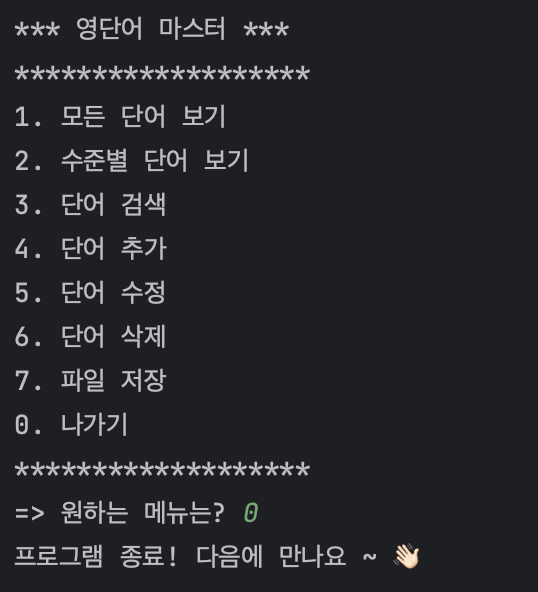 *** 영단어 마스터 ***
*******************
1. 모든 단어 보기
2. 수준별 단어 보기
3. 단어 검색
4. 단어 추가
5. 단어 수정
6. 단어 삭제
7. 파일 저장
0. 나가기
*******************
=> 원하는 메뉴는? 0
프로그램 종료! 다음에 만나요 ~ 👋🏻